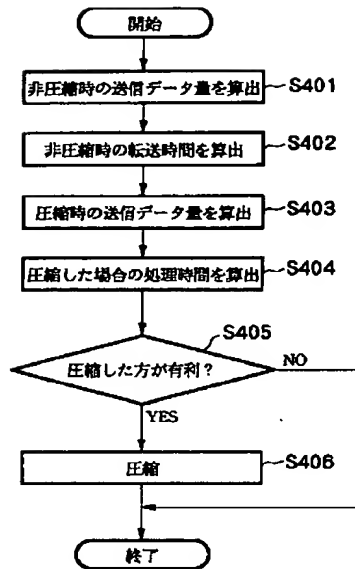 開始
非圧縮時の送信データ量を算出 S401
非圧縮時の転送時間を算出 S402
圧縮時の送信データ量を算出 S403
圧縮した場合の処理時間を算出 S404
S405
圧縮した方が有利? NO
YES
圧縮 S406
終了